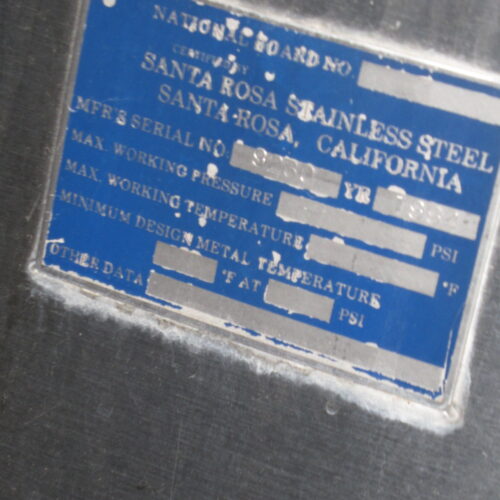 NATIONAL BOARD NO.
CERTIFIED BY
SANTA ROSA STAINLESS STEEL
SANTA ROSA, CALIFORNIA
MFR'S SERIAL NO. YR
MAX. WORKING PRESSURE PSI
MAX. WORKING TEMPERATURE °F
MINIMUM DESIGN METAL TEMPERATURE
°F AT PSI
OTHER DATA